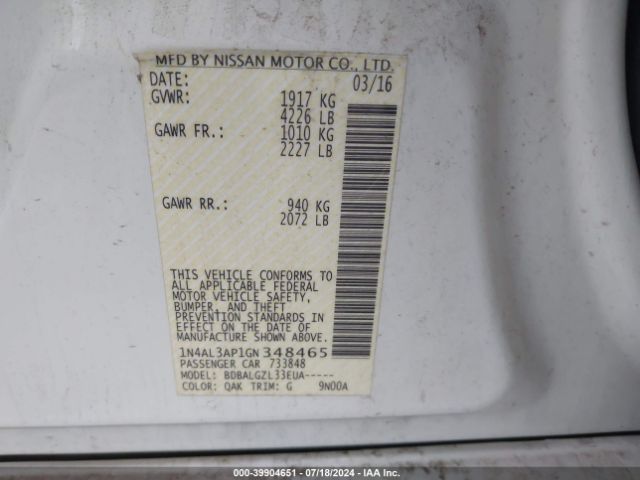 MFD BY NISSAN MOTOR CO., LTD.
DATE: 03/16
GVWR: 1917 KG
4226 LB
GAWR FR.: 1010 KG
2227 LB
GAWR RR.: 940 KG
2072 LB
THIS VEHICLE CONFORMS TO
ALL APPLICABLE FEDERAL
MOTOR VEHICLE SAFETY,
BUMPER, AND THEFT
PREVENTION STANDARDS IN
EFFECT ON THE DATE OF
MANUFACTURE SHOWN ABOVE.
1N4AL3AP1GN348465
PASSENGER CAR 733848
MODEL: BDBALGZL33EUA-----
COLOR: QAK TRIM: G 9N00A
000-39904651 - 07/18/2024 - IAA Inc.